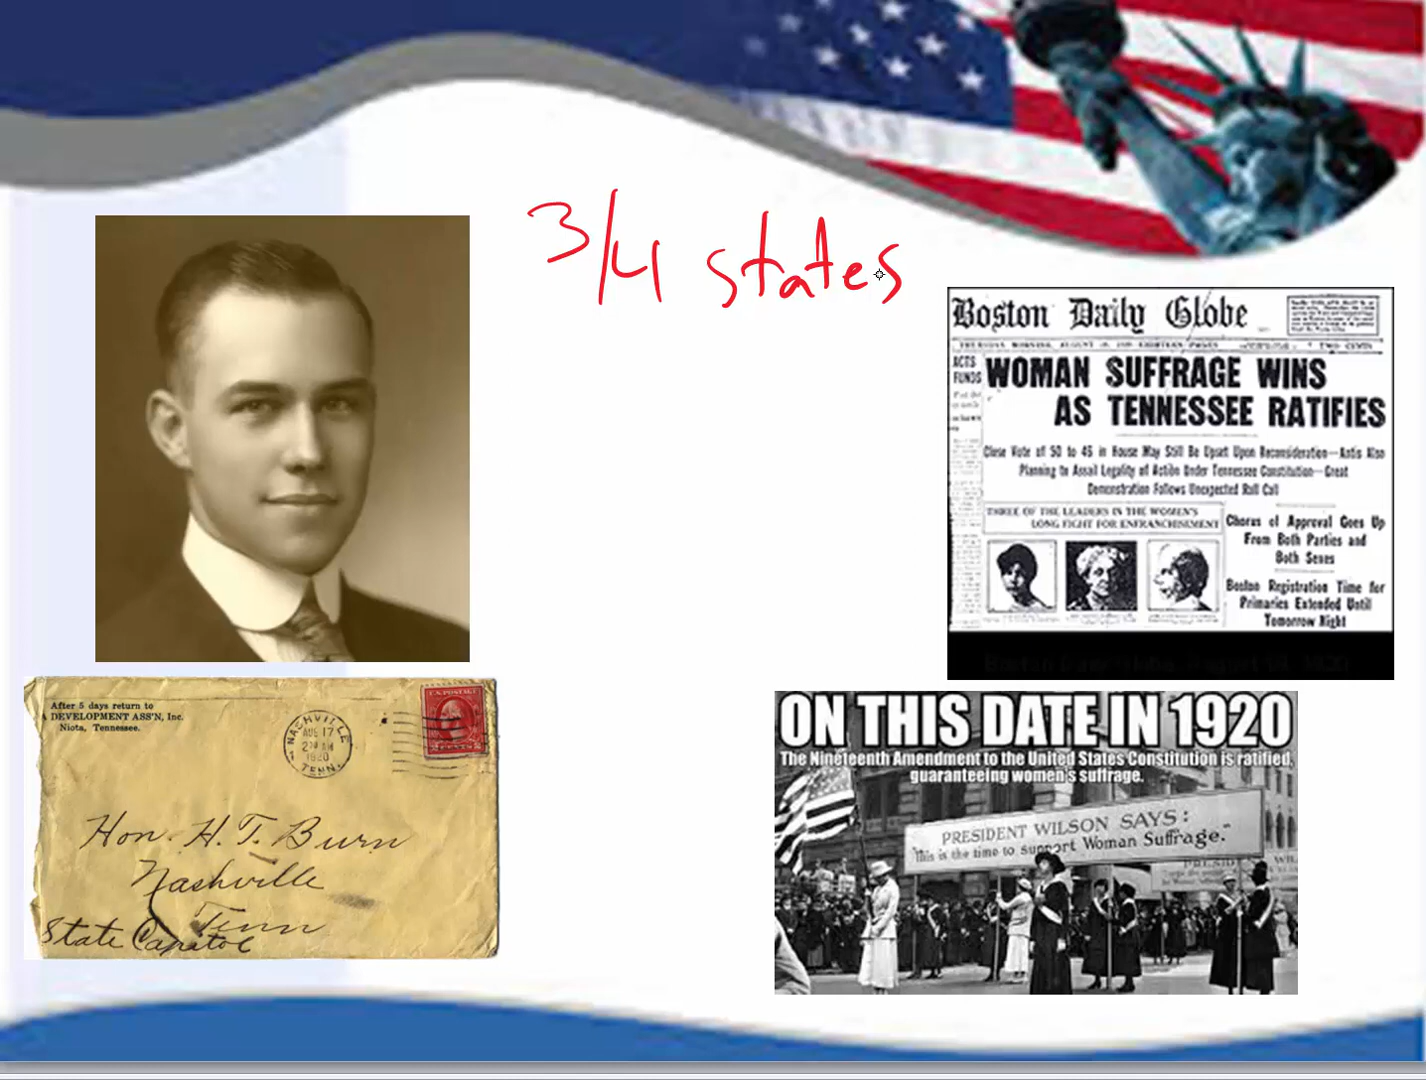 3/4 states
Boston Daily Globe
TWO CENTS
ACTS
FUNDS
WOMAN SUFFRAGE WINS
AS TENNESSEE RATIFIES
Close Vote of 50 to 46 in House May Still Be Upset Upon Reconsideration—Antis Also
Planning to Assail Legality of Action Under Tennessee Constitution—Great
Demonstration Follows Unexpected Roll Call
THREE OF THE LEADERS IN THE WOMEN'S
LONG FIGHT FOR ENFRANCHISEMENT
Chorus of Approval Goes Up
From Both Parties and
Both Sexes
Boston Registration Time for
Primaries Extended Until
Tomorrow Night
After 5 days return to
A DEVELOPMENT ASS'N, Inc.
Niota, Tennessee.
NASHVILLE
AUG 17
1920
TENN.
U.S. POSTAGE
Hon. H. T. Burn
Nashville
Tenn
State Capitol
ON THIS DATE IN 1920
The Nineteenth Amendment to the United States Constitution is ratified,
guaranteeing women's suffrage.
PRESIDENT WILSON SAYS:
"This is the time to support Woman Suffrage."